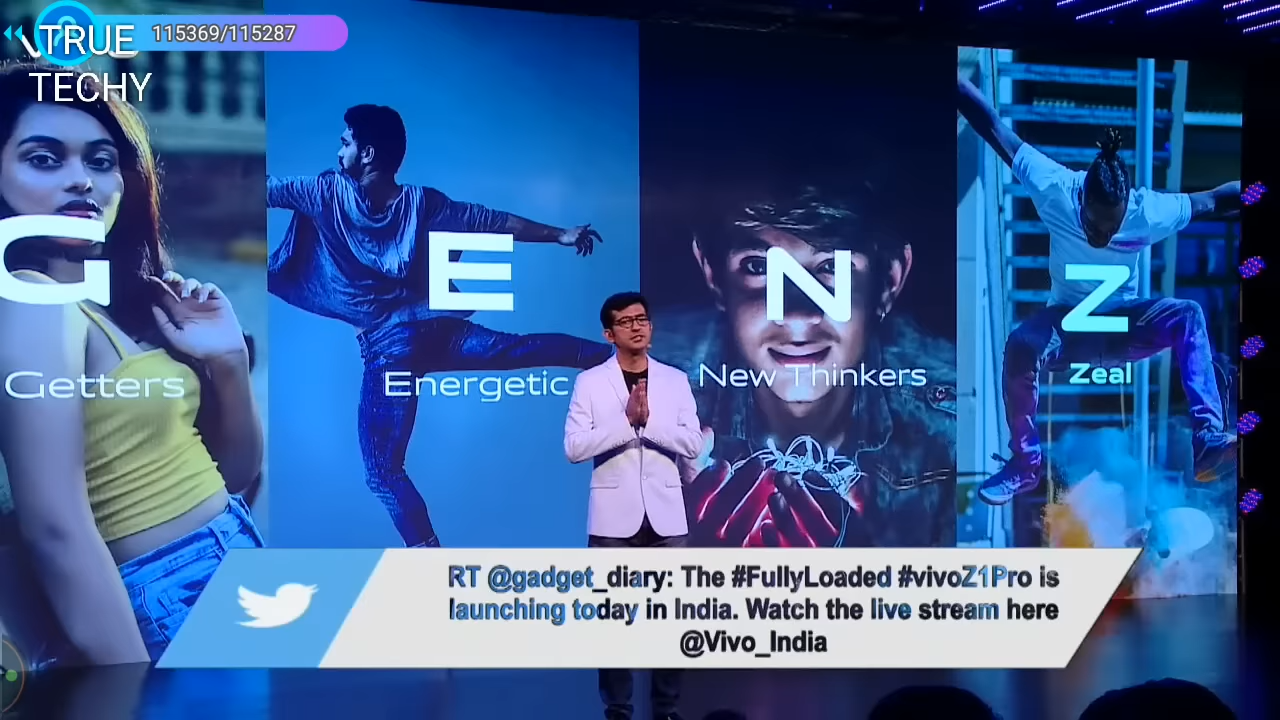 TRUE
TECHY
115369/115287
G
E
N
Z
Getters
Energetic
New Thinkers
Zeal
RT @gadget_diary: The #FullyLoaded #vivoZ1Pro is
launching today in India. Watch the live stream here
@Vivo_India